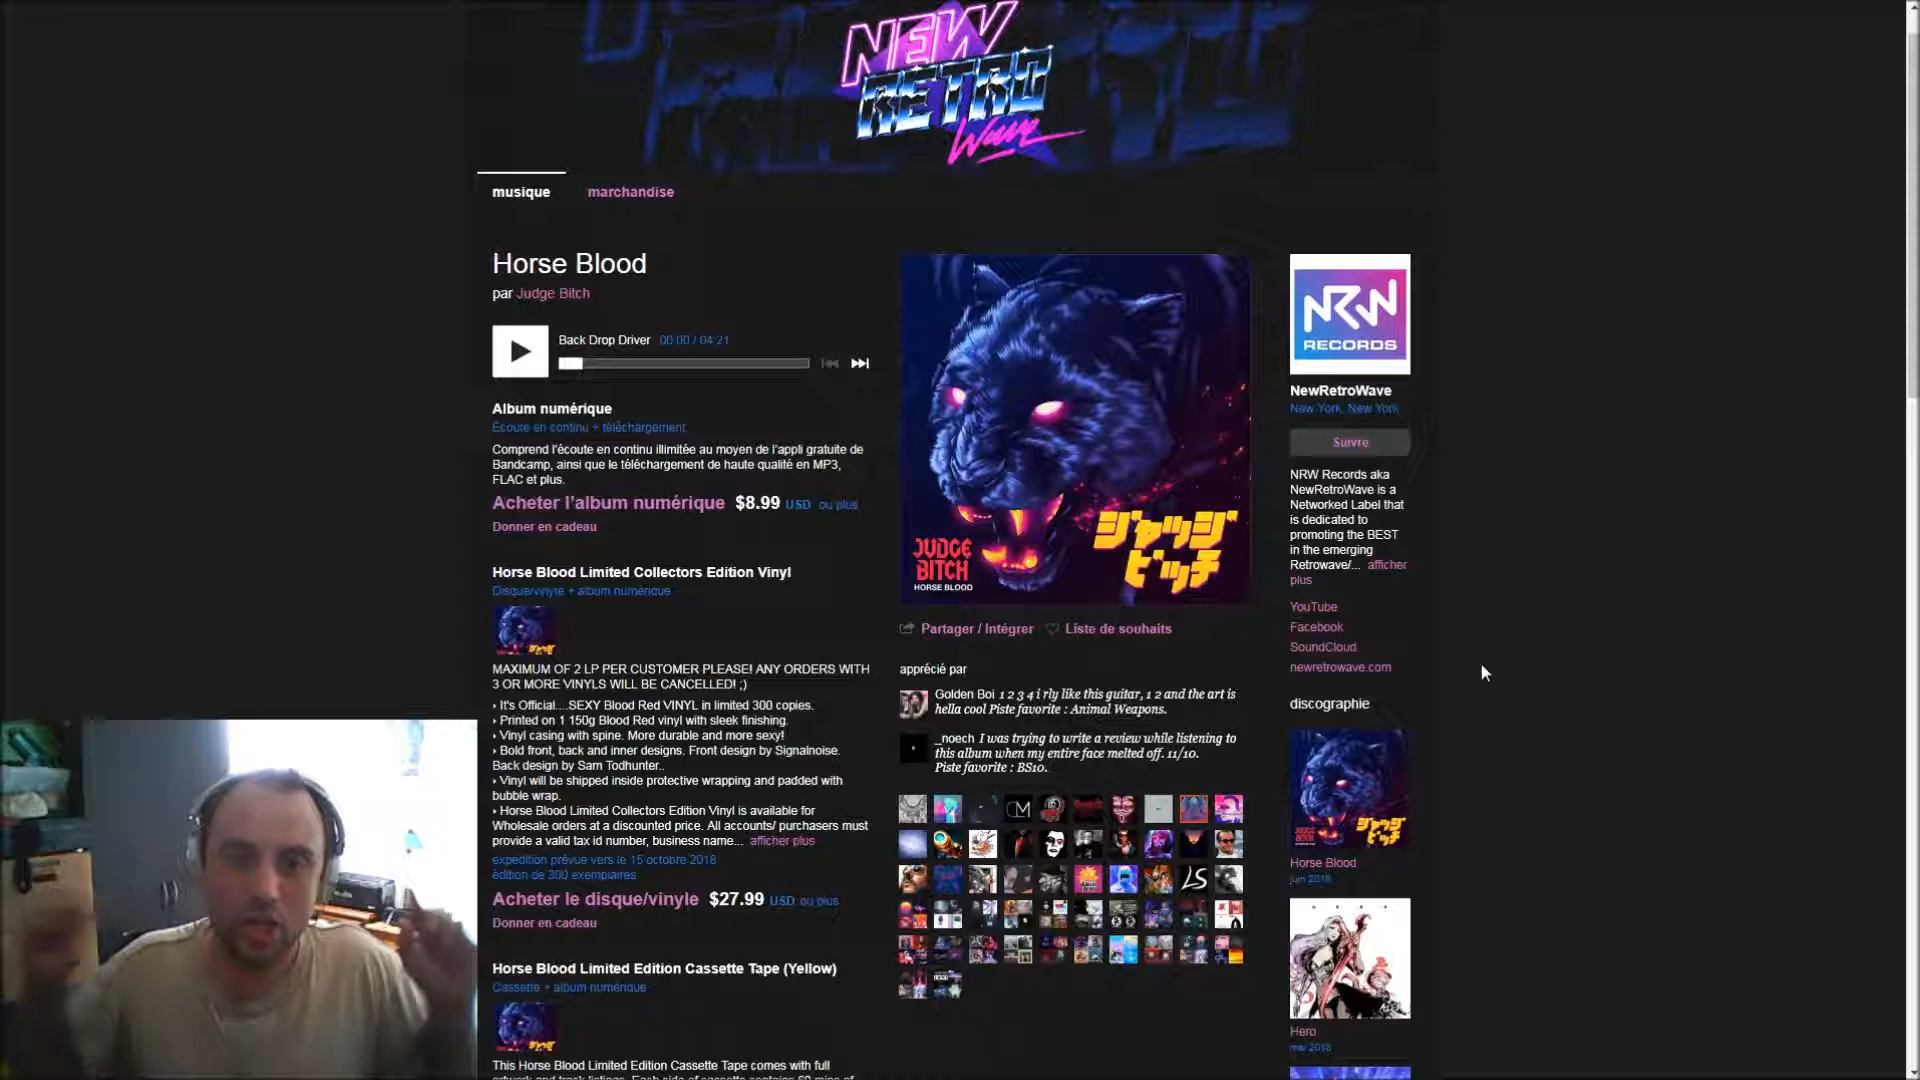 NEW
RETRO
Wave
musique
marchandise
Horse Blood
par Judge Bitch
Back Drop Driver 00:00 / 04:21
Album numérique
Écoute en continu + téléchargement
Comprend l'écoute en continu illimitée au moyen de l'appli gratuite de
Bandcamp, ainsi que le téléchargement de haute qualité en MP3,
FLAC et plus.
Acheter l'album numérique $8.99 USD ou plus
Donner en cadeau
Horse Blood Limited Collectors Edition Vinyl
Disque/vinyle + album numérique
MAXIMUM OF 2 LP PER CUSTOMER PLEASE! ANY ORDERS WITH
3 OR MORE VINYLS WILL BE CANCELLED! ;)
› It's Official....SEXY Blood Red VINYL in limited 300 copies.
› Printed on 1 150g Blood Red vinyl with sleek finishing.
› Vinyl casing with spine. More durable and more sexy!
› Bold front, back and inner designs. Front design by Signalnoise.
Back design by Sam Todhunter..
› Vinyl will be shipped inside protective wrapping and padded with
bubble wrap.
› Horse Blood Limited Collectors Edition Vinyl is available for
Wholesale orders at a discounted price. All accounts/ purchasers must
provide a valid tax id number, business name... afficher plus
expédition prévue vers le 15 octobre 2018
édition de 300 exemplaires
Acheter le disque/vinyle $27.99 USD ou plus
Donner en cadeau
Horse Blood Limited Edition Cassette Tape (Yellow)
Cassette + album numérique
This Horse Blood Limited Edition Cassette Tape comes with full
artwork and track listings. Each side of cassette contains 60 mins of
ジャッジ
ビッチ
JUDGE
BITCH
HORSE BLOOD
Partager / Intégrer
Liste de souhaits
apprécié par
Golden Boi 1 2 3 4 i rly like this guitar, 1 2 and the art is
hella cool Piste favorite : Animal Weapons.
_noech I was trying to write a review while listening to
this album when my entire face melted off. 11/10.
Piste favorite : BS10.
CM
LS
NRW
RECORDS
NewRetroWave
New York, New York
Suivre
NRW Records aka
NewRetroWave is a
Networked Label that
is dedicated to
promoting the BEST
in the emerging
Retrowave/... afficher
plus
YouTube
Facebook
SoundCloud
newretrowave.com
discographie
Horse Blood
juin 2018
HERO
Hero
mai 2018